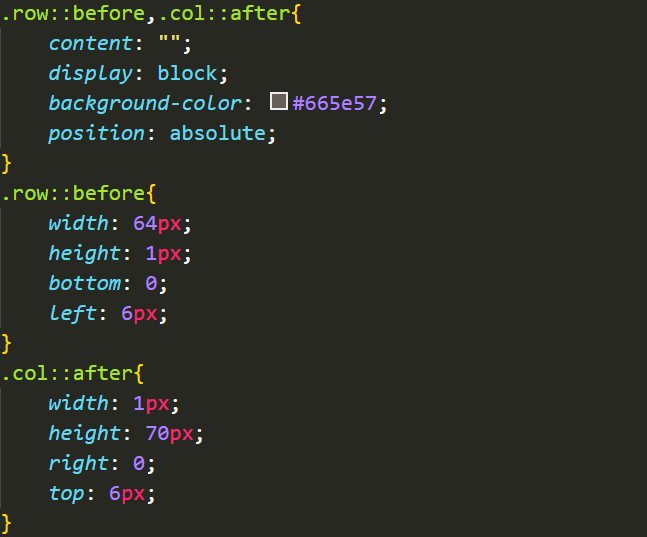 .row::before,.col::after{
    content: "";
    display: block;
    background-color: #665e57;
    position: absolute;
}
.row::before{
    width: 64px;
    height: 1px;
    bottom: 0;
    left: 6px;
}
.col::after{
    width: 1px;
    height: 70px;
    right: 0;
    top: 6px;
}